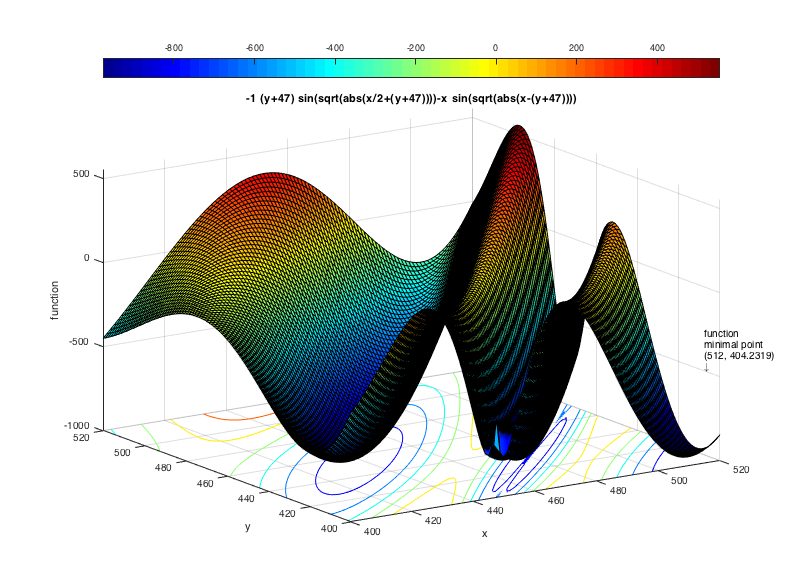 -800 -600 -400 -200 0 200 400
-1 (y+47) sin(sqrt(abs(x/2+(y+47))))-x sin(sqrt(abs(x-(y+47))))
500
0
-500
-1000
function
function
minimal point
(512, 404.2319)
↓
520
500
480
460
440
420
400
y
400
420
440
460
480
500
520
x